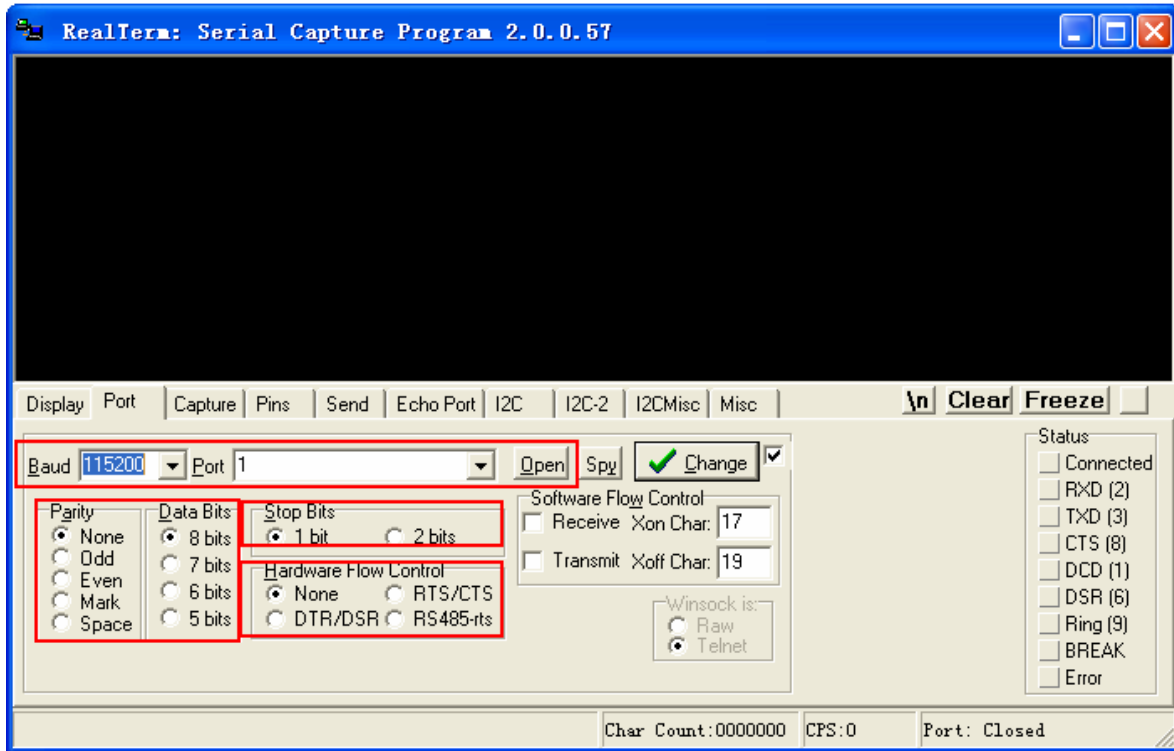 RealTerm: Serial Capture Program 2.0.0.57
Display Port Capture Pins Send Echo Port I2C I2C-2 I2CMisc Misc \n Clear Freeze
Baud 115200 Port 1 Open Spy Change
Parity
None
Odd
Even
Mark
Space
Data Bits
8 bits
7 bits
6 bits
5 bits
Stop Bits
1 bit 2 bits
Hardware Flow Control
None RTS/CTS
DTR/DSR RS485-rts
Software Flow Control
Receive Xon Char: 17
Transmit Xoff Char: 19
Winsock is:
Raw
Telnet
Status
Connected
RXD (2)
TXD (3)
CTS (8)
DCD (1)
DSR (6)
Ring (9)
BREAK
Error
Char Count:0000000 CPS:0 Port: Closed